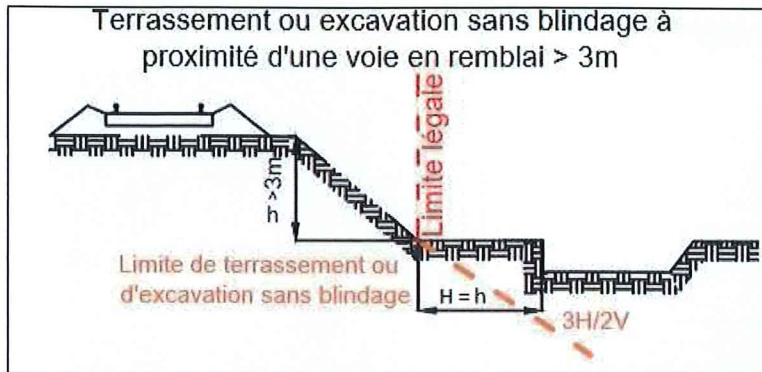 Terrassement ou excavation sans blindage à
proximité d'une voie en remblai > 3m
Limite légale
h >3m
Limite de terrassement ou
d'excavation sans blindage
H = h
3H/2V